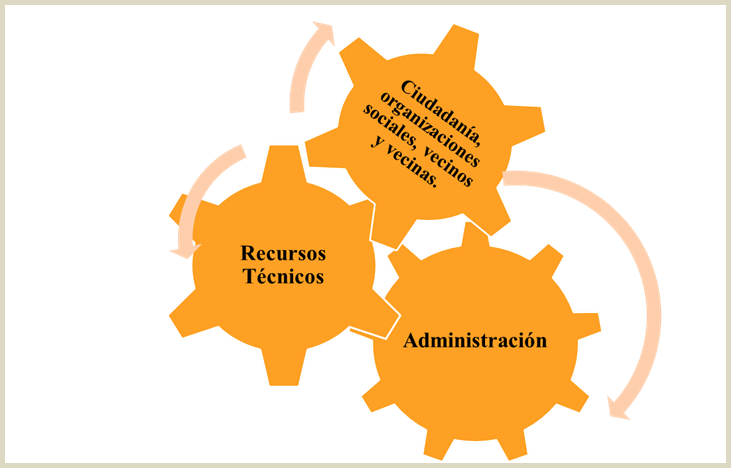 Ciudadanía,
organizaciones
sociales, vecinos
y vecinas.
Recursos
Técnicos
Administración